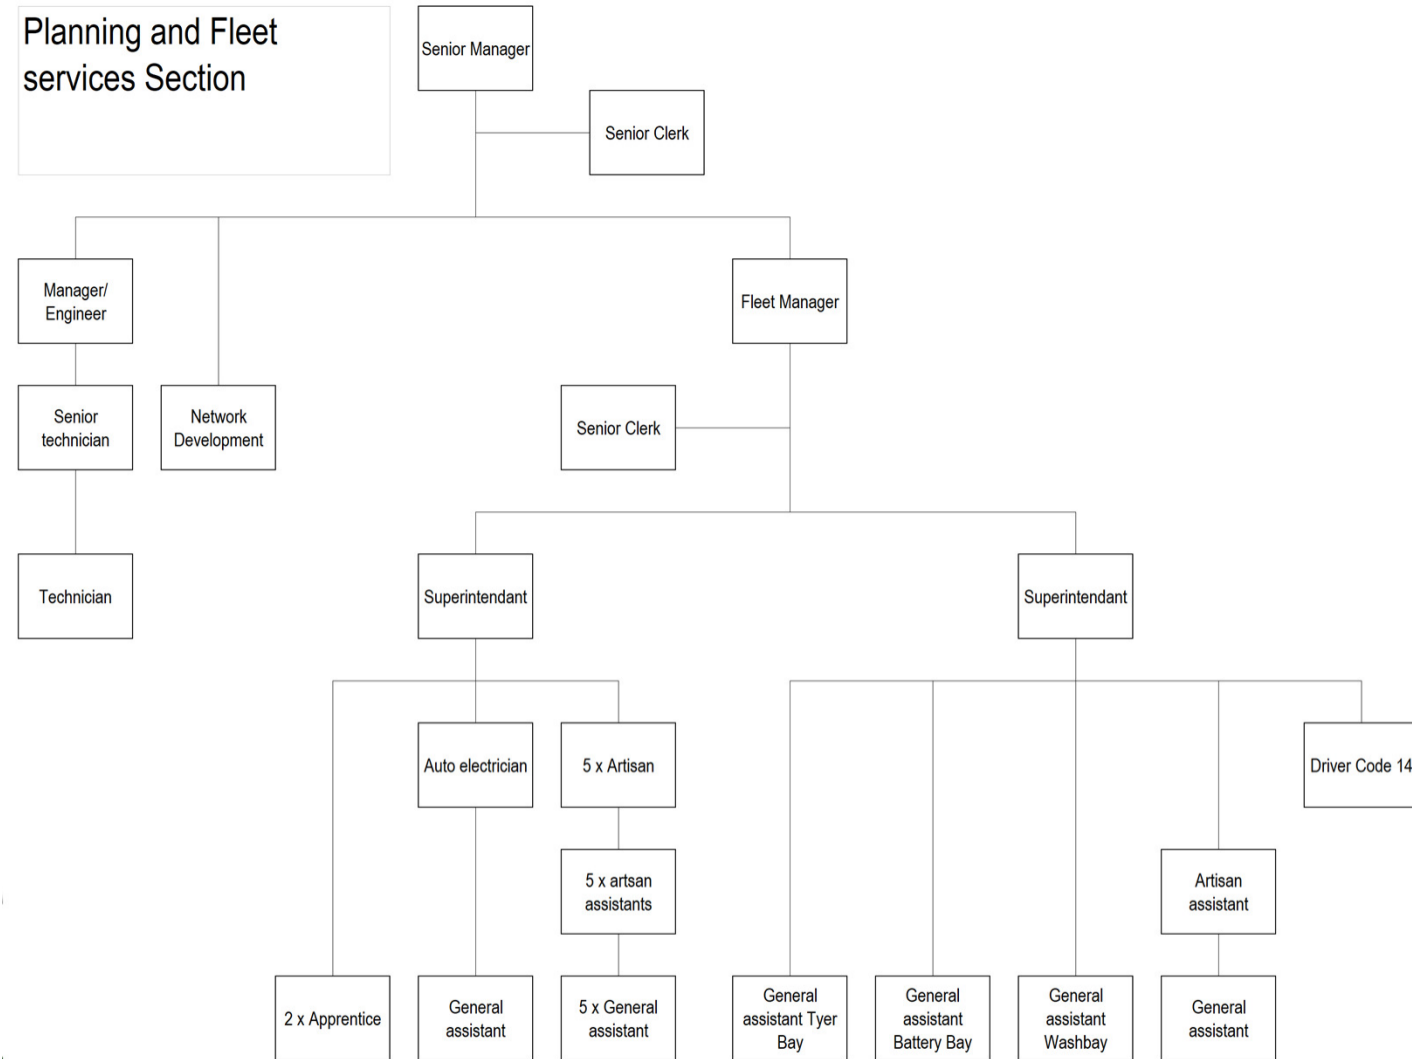 Planning and Fleet
services Section
Senior Manager
Senior Clerk
Manager/
Engineer
Fleet Manager
Senior
technician
Network
Development
Senior Clerk
Technician
Superintendant
Superintendant
Auto electrician
5 x Artisan
Driver Code 14
5 x artsan
assistants
Artisan
assistant
2 x Apprentice
General
assistant
5 x General
assistant
General
assistant Tyer
Bay
General
assistant
Battery Bay
General
assistant
Washbay
General
assistant